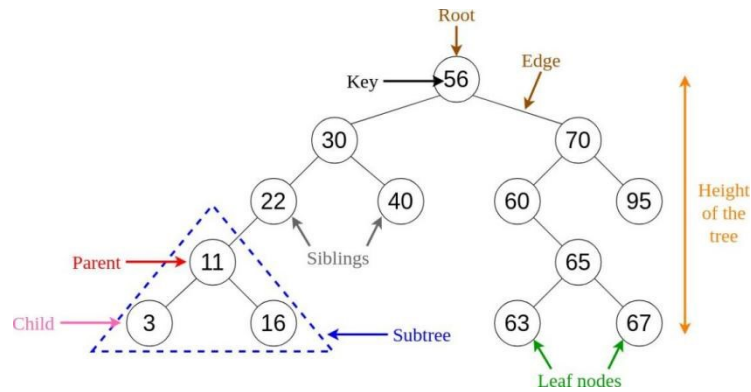 Root
Edge
Key
56
30
70
22
40
60
95
Height
of the
tree
Siblings
Parent
11
65
Child
3
16
Subtree
63
67
Leaf nodes